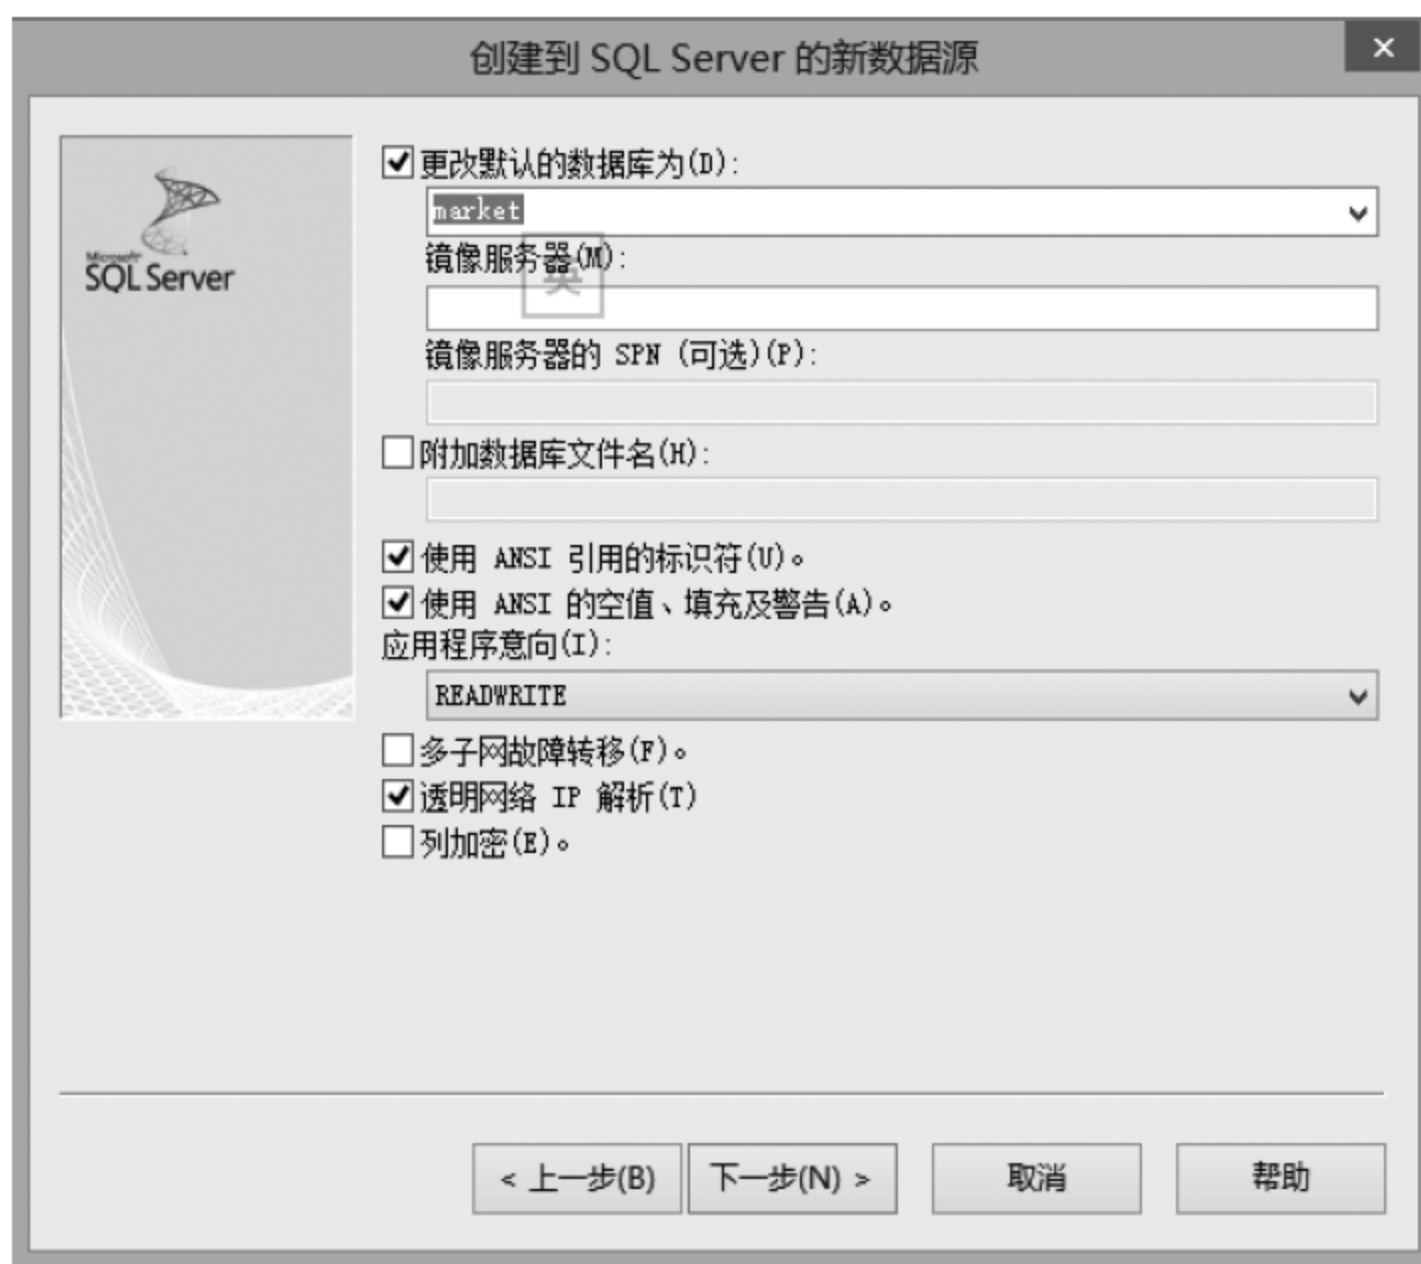 创建到 SQL Server 的新数据源
Microsoft
SQL Server
更改默认的数据库为(D):
market
镜像服务器(M):
英
镜像服务器的 SPN (可选)(P):
附加数据库文件名(H):
使用 ANSI 引用的标识符(U)。
使用 ANSI 的空值、填充及警告(A)。
应用程序意向(I):
READWRITE
多子网故障转移(F)。
透明网络 IP 解析(T)
列加密(E)。
< 上一步(B)
下一步(N) >
取消
帮助